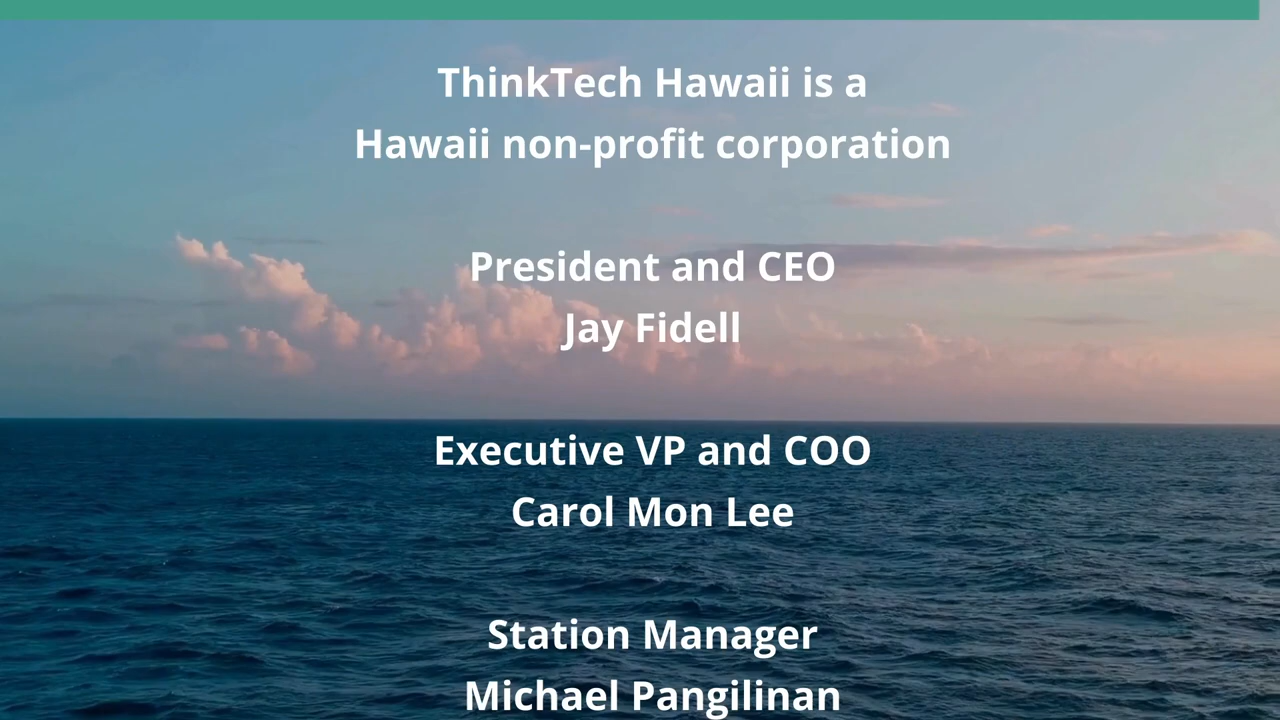 ThinkTech Hawaii is a
Hawaii non-profit corporation
President and CEO
Jay Fidell
Executive VP and COO
Carol Mon Lee
Station Manager
Michael Pangilinan